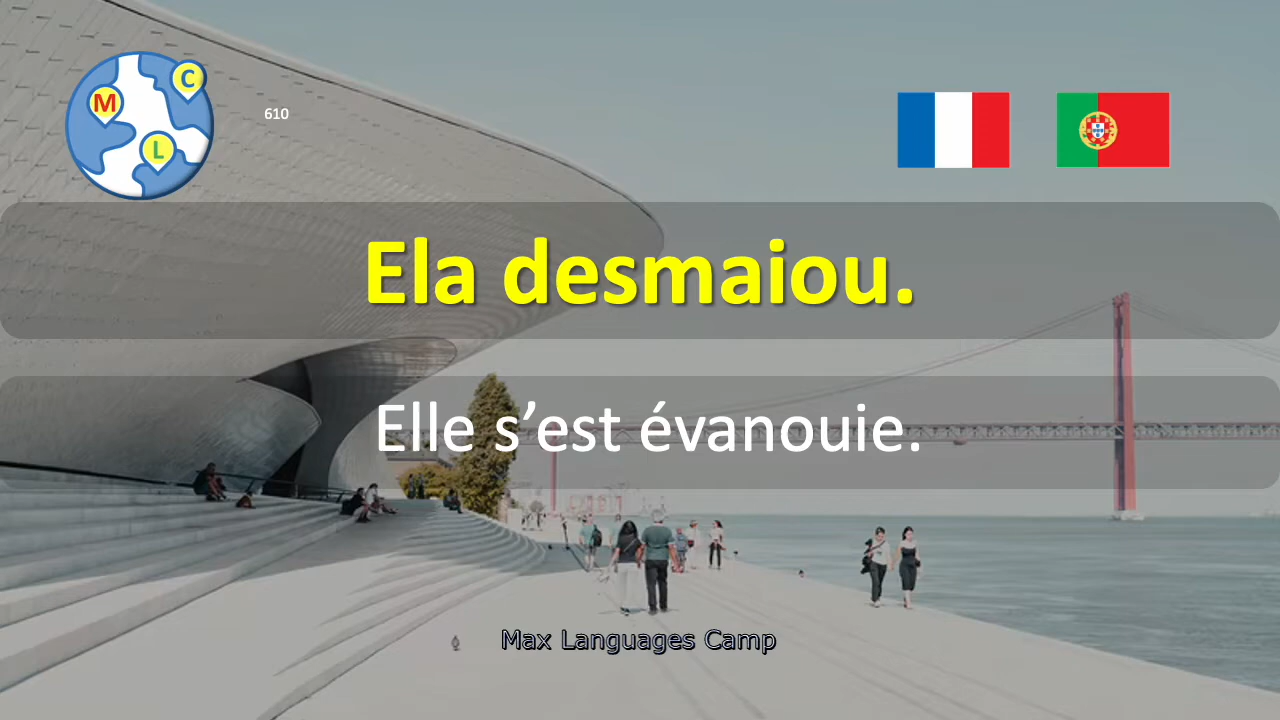 M
C
L
610
Ela desmaiou.
Elle s’est évanouie.
Max Languages Camp